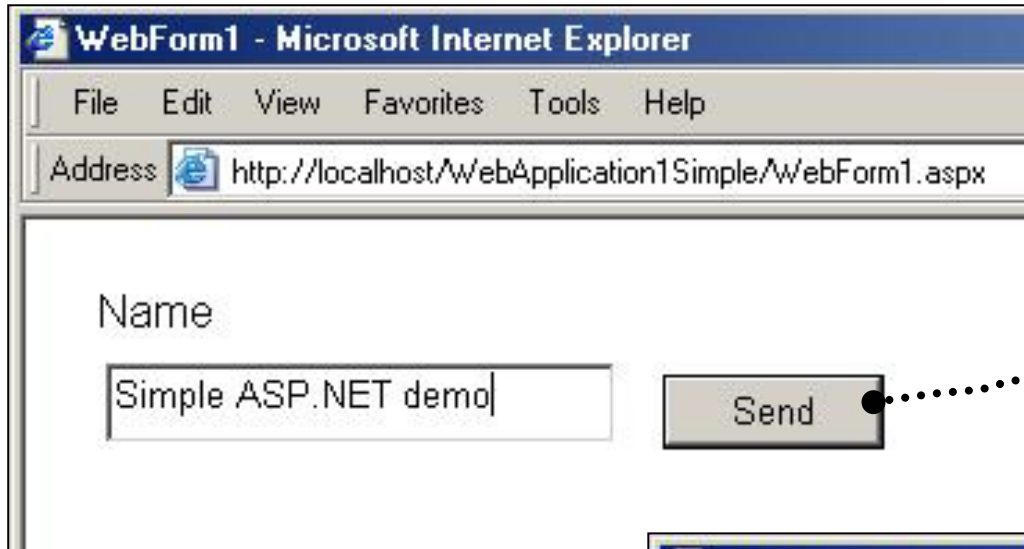 WebForm1 - Microsoft Internet Explorer
File Edit View Favorites Tools Help
Address http://localhost/WebApplication1Simple/WebForm1.aspx
Name
Simple ASP.NET demo Send